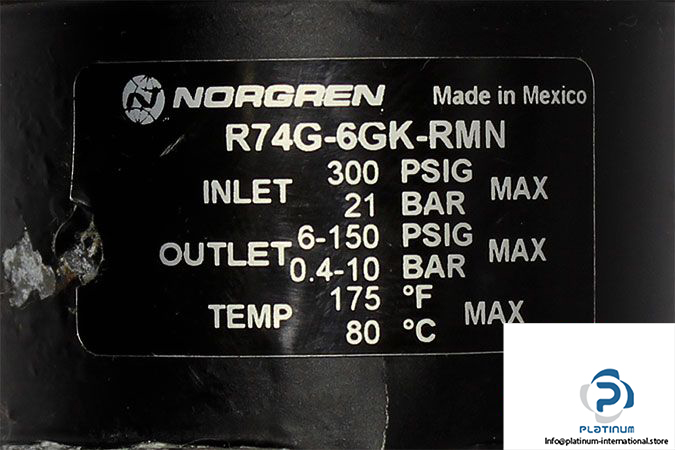 NORGREN Made in Mexico
R74G-6GK-RMN
INLET 300 PSIG MAX
21 BAR
OUTLET 6-150 PSIG MAX
0.4-10 BAR
TEMP 175 °F MAX
80 °C
PLATINUM
Info@platinum-international.store